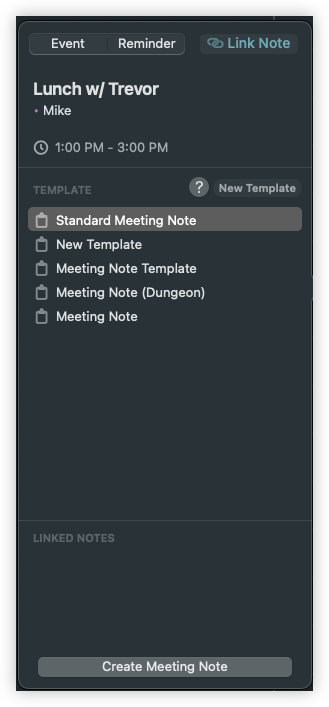 Event Reminder Link Note
Lunch w/ Trevor
• Mike
1:00 PM – 3:00 PM
TEMPLATE ? New Template
Standard Meeting Note
New Template
Meeting Note Template
Meeting Note (Dungeon)
Meeting Note
LINKED NOTES
Create Meeting Note